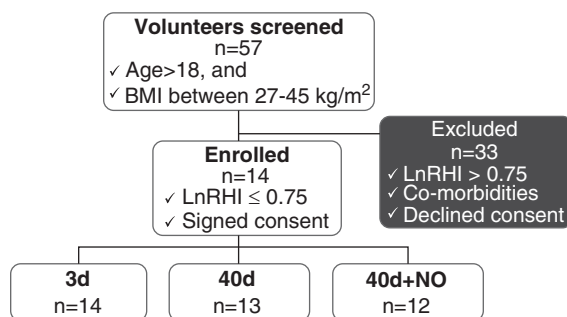 Volunteers screened
n=57
✓ Age>18, and
✓ BMI between 27-45 kg/m²
Excluded
n=33
✓ LnRHI > 0.75
✓ Co-morbidities
✓ Declined consent
Enrolled
n=14
✓ LnRHI ≤ 0.75
✓ Signed consent
3d
n=14
40d
n=13
40d+NO
n=12